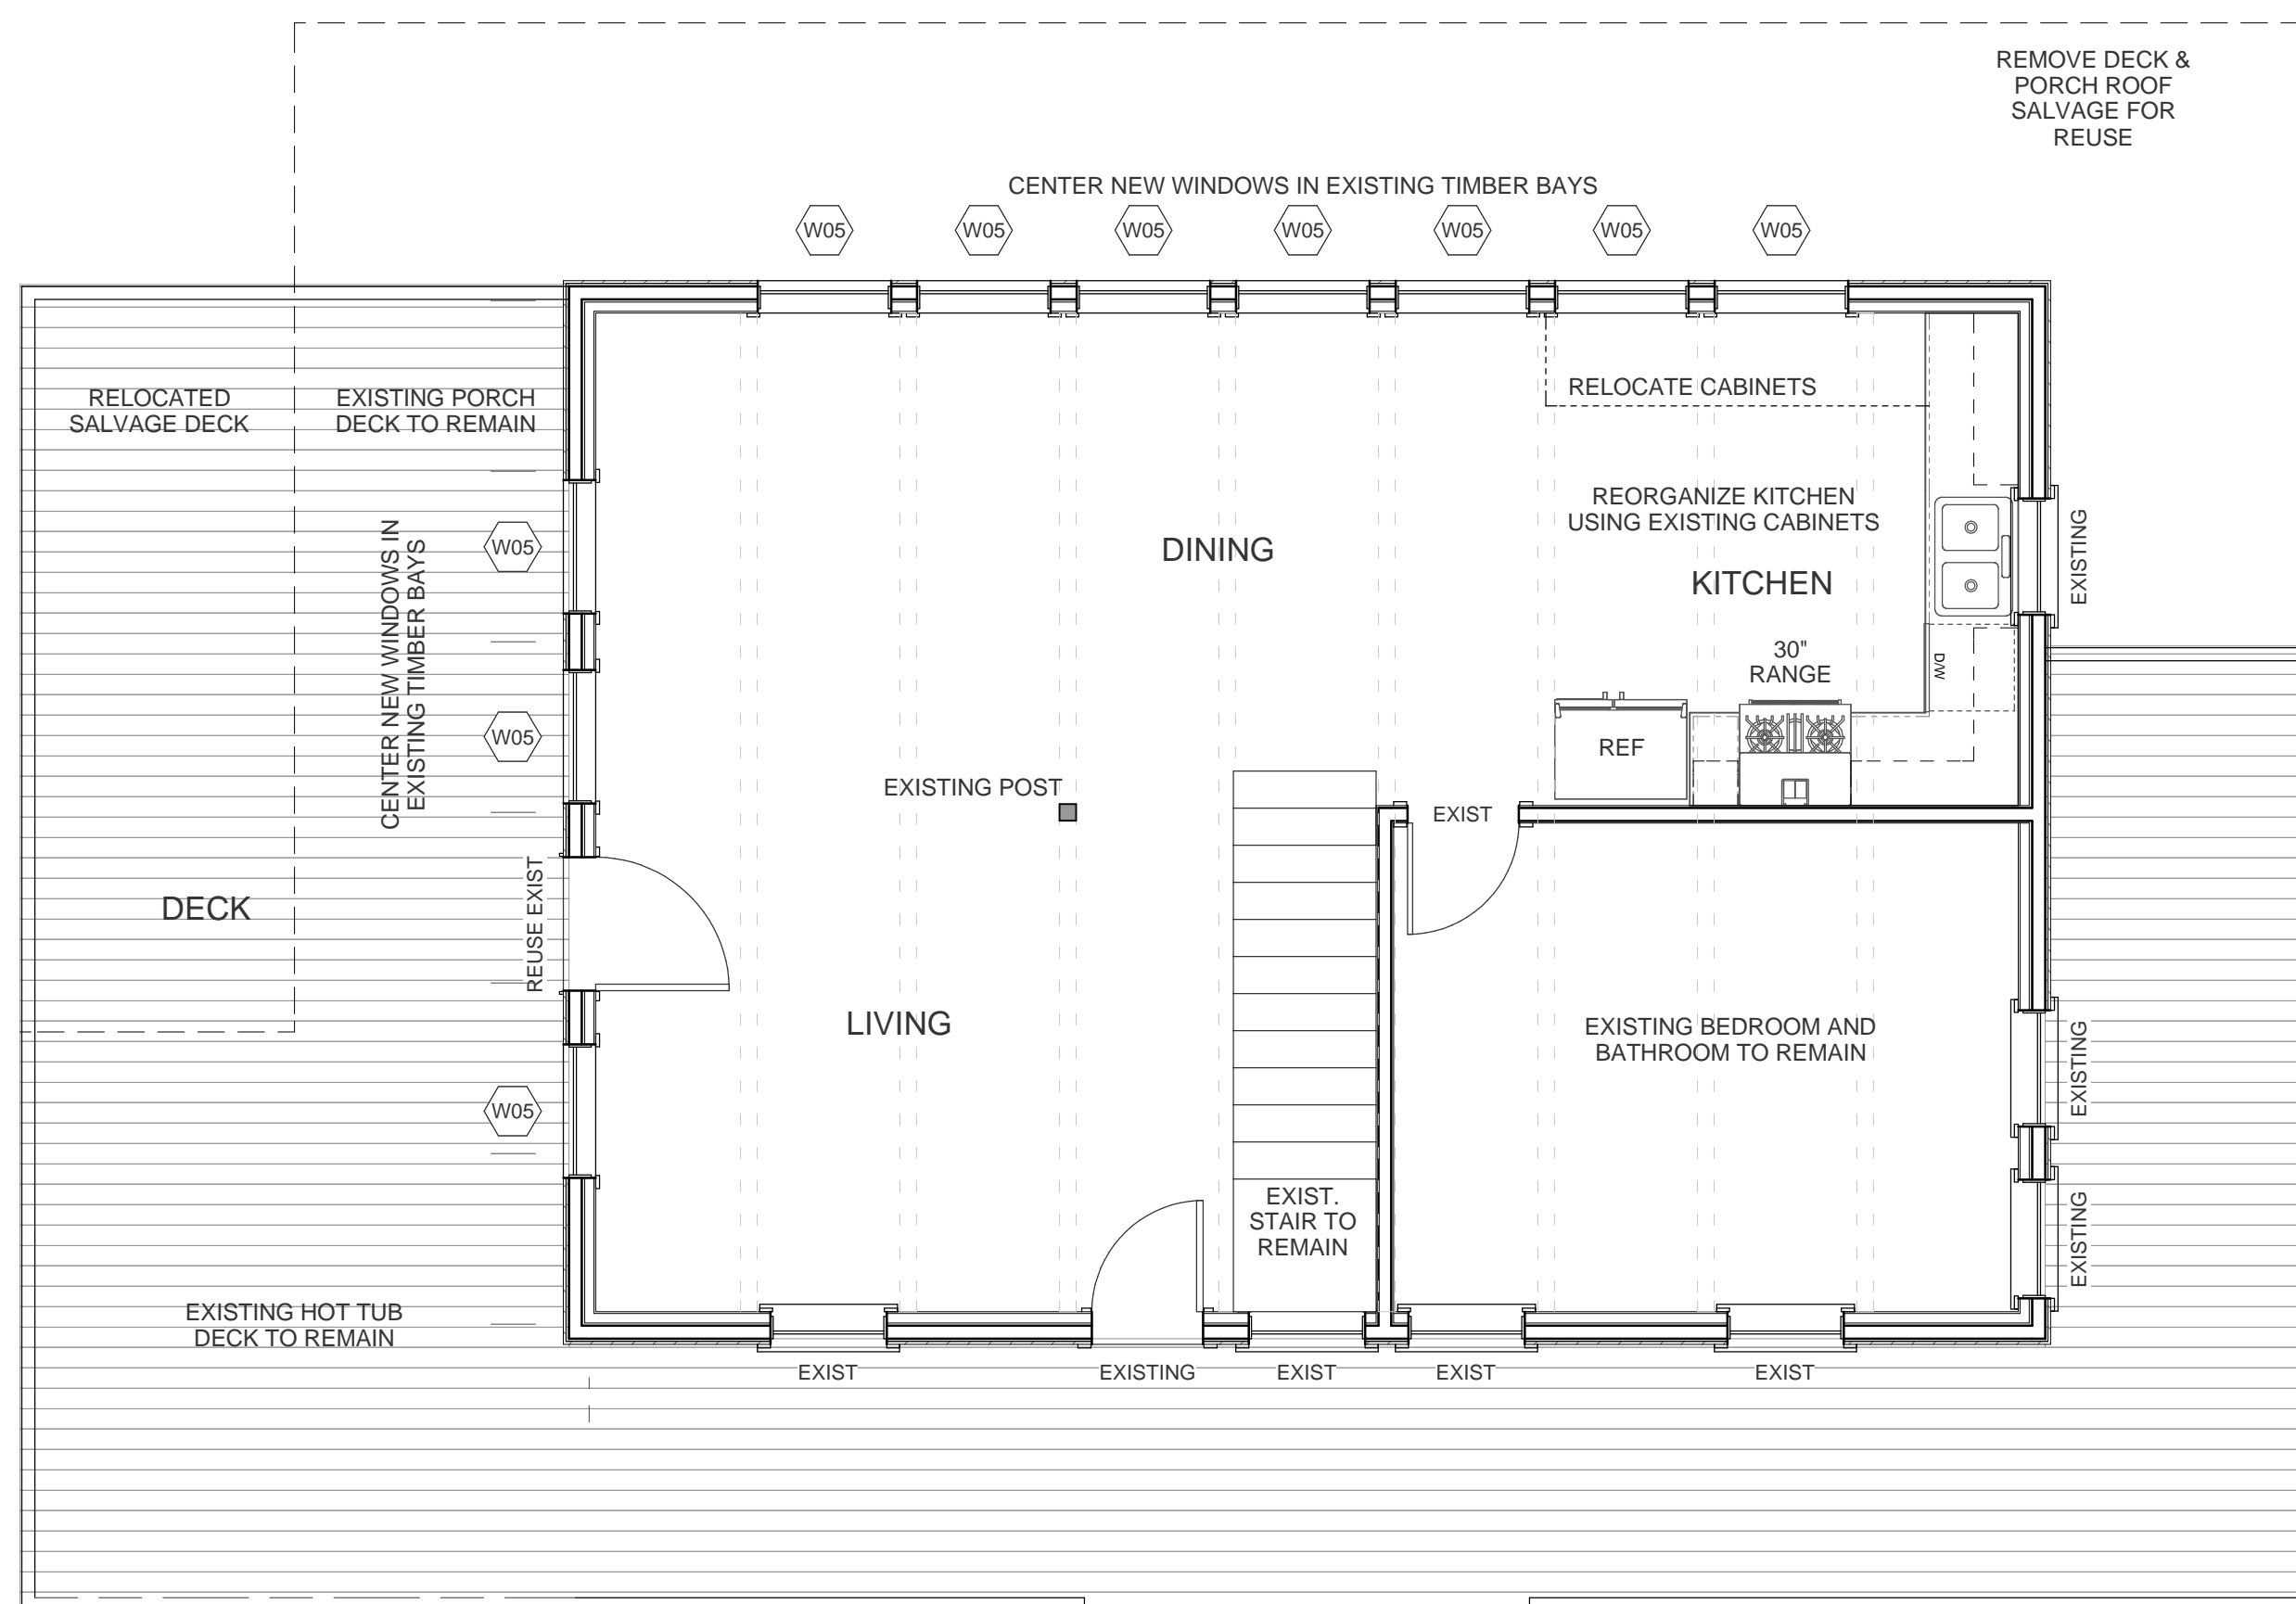 REMOVE DECK &
PORCH ROOF
SALVAGE FOR
REUSE
CENTER NEW WINDOWS IN EXISTING TIMBER BAYS
W05
W05
W05
W05
W05
W05
W05
RELOCATED
SALVAGE DECK
EXISTING PORCH
DECK TO REMAIN
RELOCATE CABINETS
REORGANIZE KITCHEN
USING EXISTING CABINETS
CENTER NEW WINDOWS IN
EXISTING TIMBER BAYS
W05
DINING
KITCHEN
EXISTING
30"
RANGE
D/W
W05
REF
EXISTING POST
EXIST
REUSE EXIST
DECK
LIVING
EXISTING BEDROOM AND
BATHROOM TO REMAIN
EXISTING
W05
EXIST.
STAIR TO
REMAIN
EXISTING
EXISTING HOT TUB
DECK TO REMAIN
EXIST
EXISTING
EXIST
EXIST
EXIST